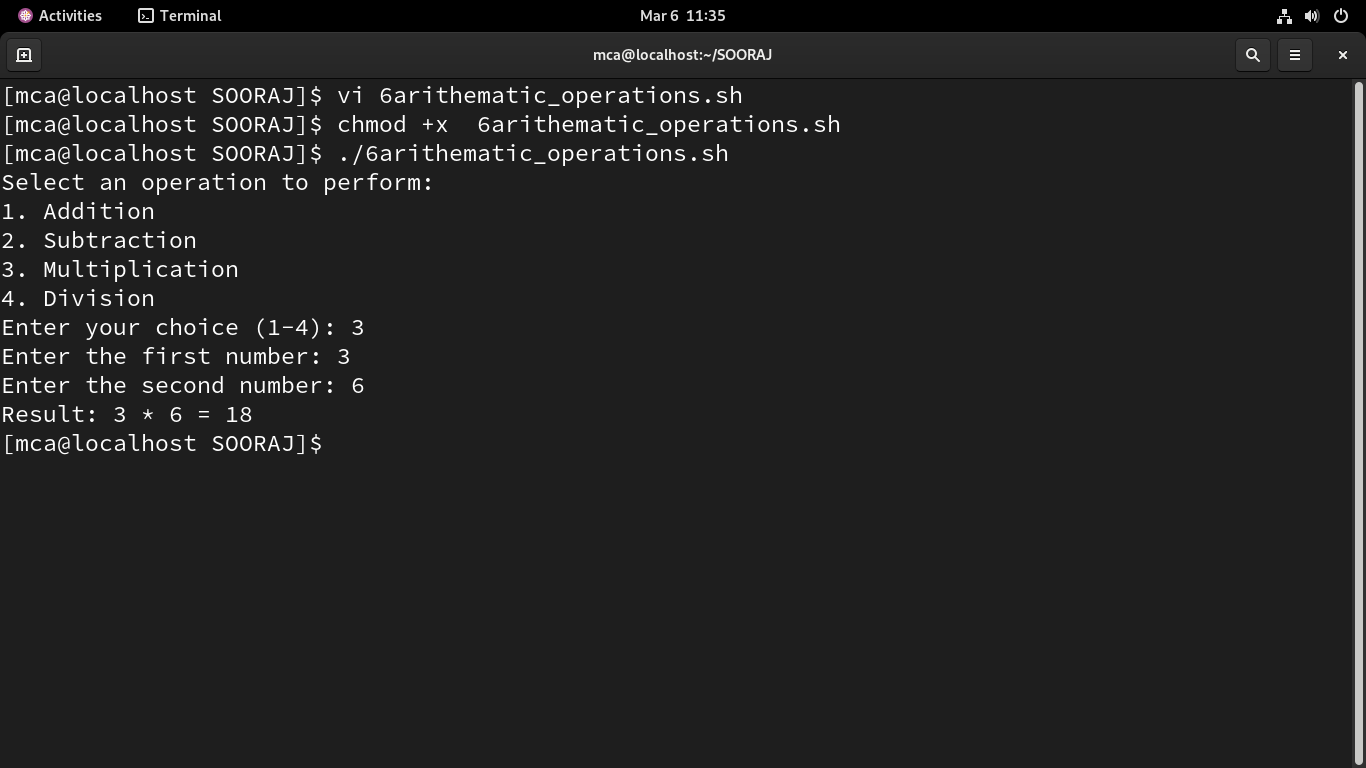 Activities Terminal Mar 6 11:35
mca@localhost:~/SOORAJ
[mca@localhost SOORAJ]$ vi 6arithematic_operations.sh
[mca@localhost SOORAJ]$ chmod +x  6arithematic_operations.sh
[mca@localhost SOORAJ]$ ./6arithematic_operations.sh
Select an operation to perform:
1. Addition
2. Subtraction
3. Multiplication
4. Division
Enter your choice (1-4): 3
Enter the first number: 3
Enter the second number: 6
Result: 3 * 6 = 18
[mca@localhost SOORAJ]$